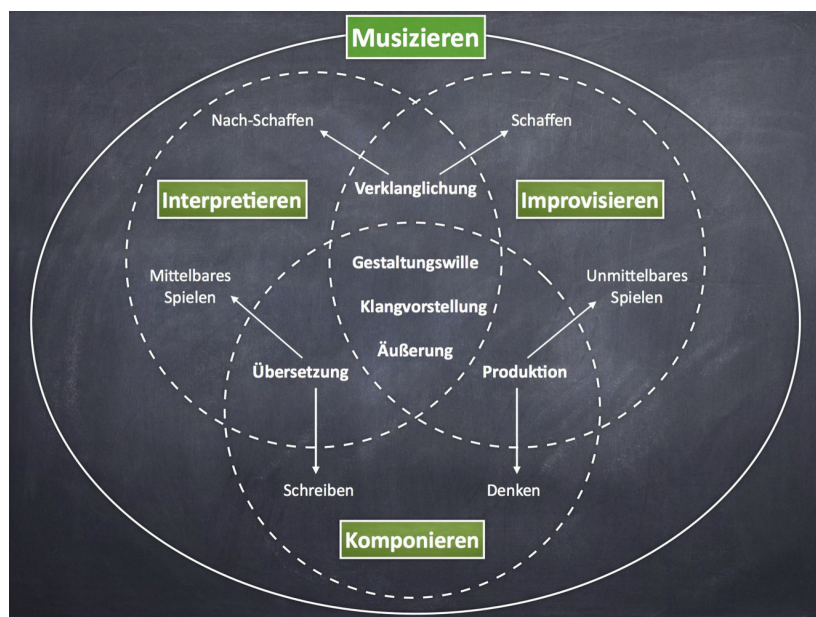 Musizieren
Nach-Schaffen
Schaffen
Verklanglichung
Interpretieren
Improvisieren
Gestaltungswille
Mittelbares
Spielen
Unmittelbares
Spielen
Klangvorstellung
Äußerung
Übersetzung
Produktion
Schreiben
Denken
Komponieren